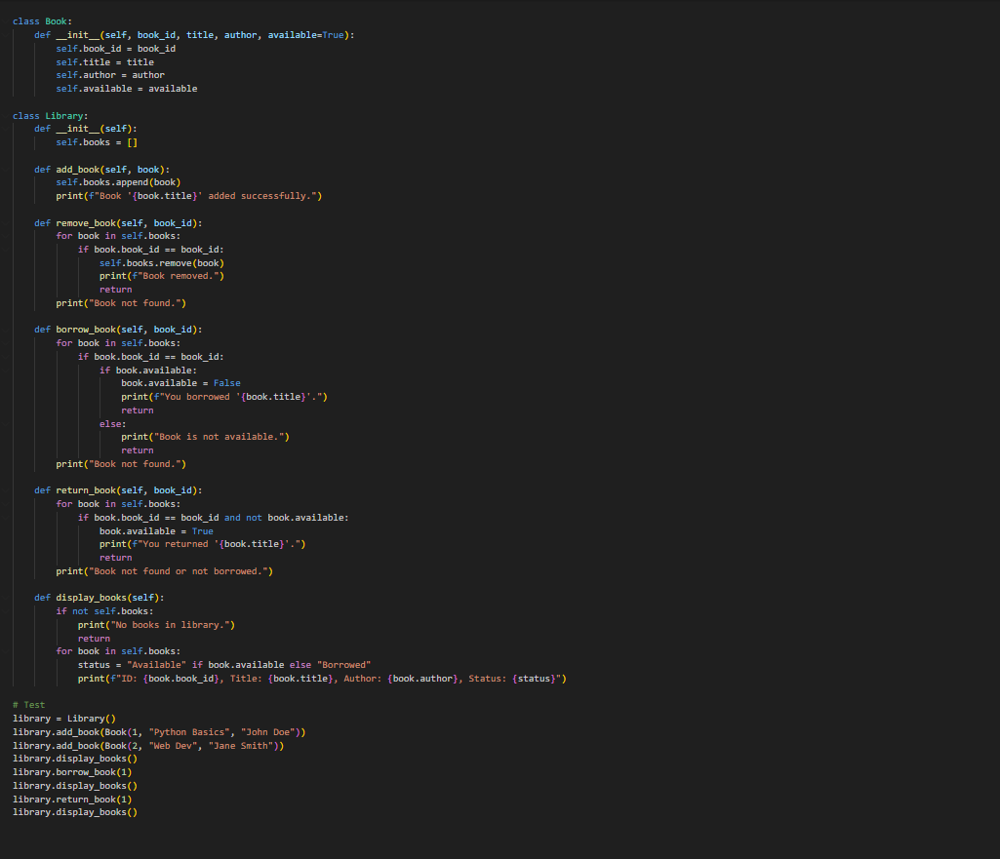 class Book:
    def __init__(self, book_id, title, author, available=True):
        self.book_id = book_id
        self.title = title
        self.author = author
        self.available = available

class Library:
    def __init__(self):
        self.books = []

    def add_book(self, book):
        self.books.append(book)
        print(f"Book '{book.title}' added successfully.")

    def remove_book(self, book_id):
        for book in self.books:
            if book.book_id == book_id:
                self.books.remove(book)
                print(f"Book removed.")
                return
        print("Book not found.")

    def borrow_book(self, book_id):
        for book in self.books:
            if book.book_id == book_id:
                if book.available:
                    book.available = False
                    print(f"You borrowed '{book.title}'.")
                    return
                else:
                    print("Book is not available.")
                    return
        print("Book not found.")

    def return_book(self, book_id):
        for book in self.books:
            if book.book_id == book_id and not book.available:
                book.available = True
                print(f"You returned '{book.title}'.")
                return
        print("Book not found or not borrowed.")

    def display_books(self):
        if not self.books:
            print("No books in library.")
            return
        for book in self.books:
            status = "Available" if book.available else "Borrowed"
            print(f"ID: {book.book_id}, Title: {book.title}, Author: {book.author}, Status: {status}")

# Test
library = Library()
library.add_book(Book(1, "Python Basics", "John Doe"))
library.add_book(Book(2, "Web Dev", "Jane Smith"))
library.display_books()
library.borrow_book(1)
library.display_books()
library.return_book(1)
library.display_books()